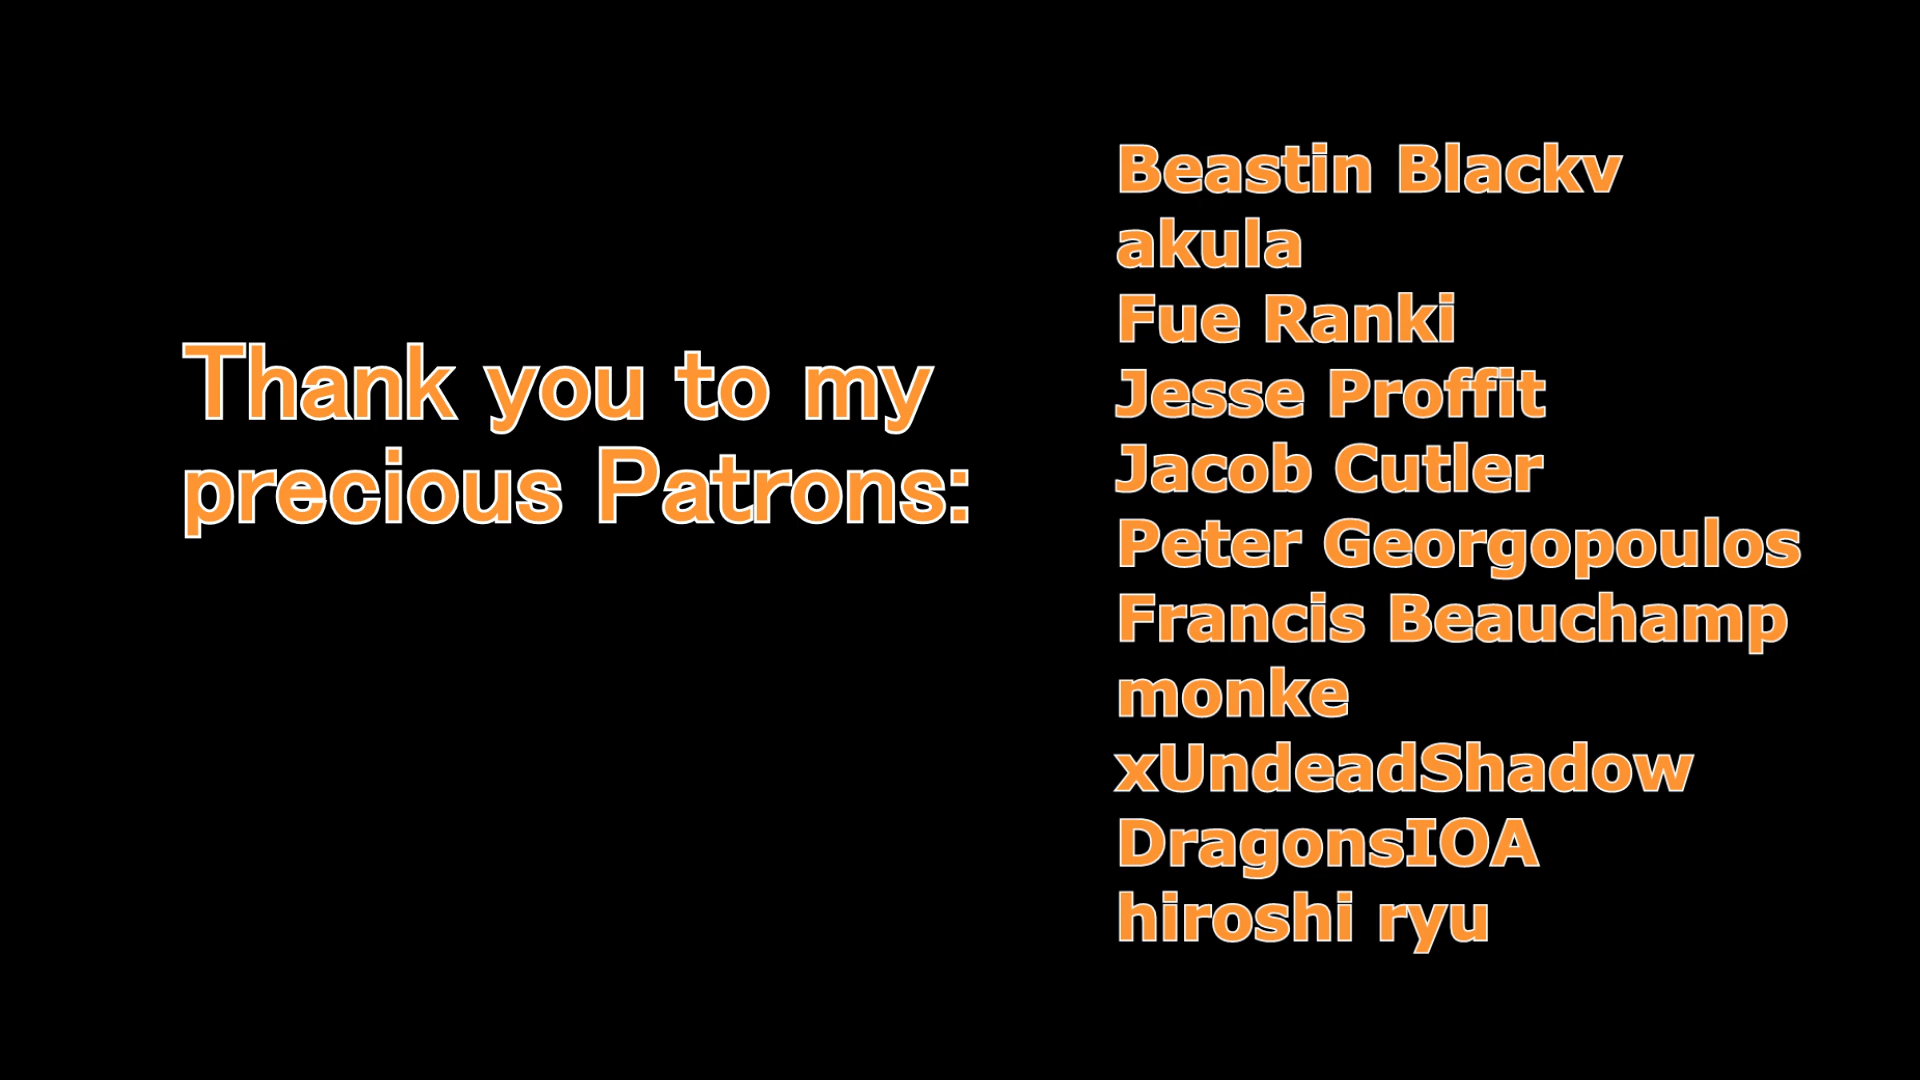 Thank you to my
precious Patrons:
Beastin Blackv
akula
Fue Ranki
Jesse Proffit
Jacob Cutler
Peter Georgopoulos
Francis Beauchamp
monke
xUndeadShadow
DragonsIOA
hiroshi ryu